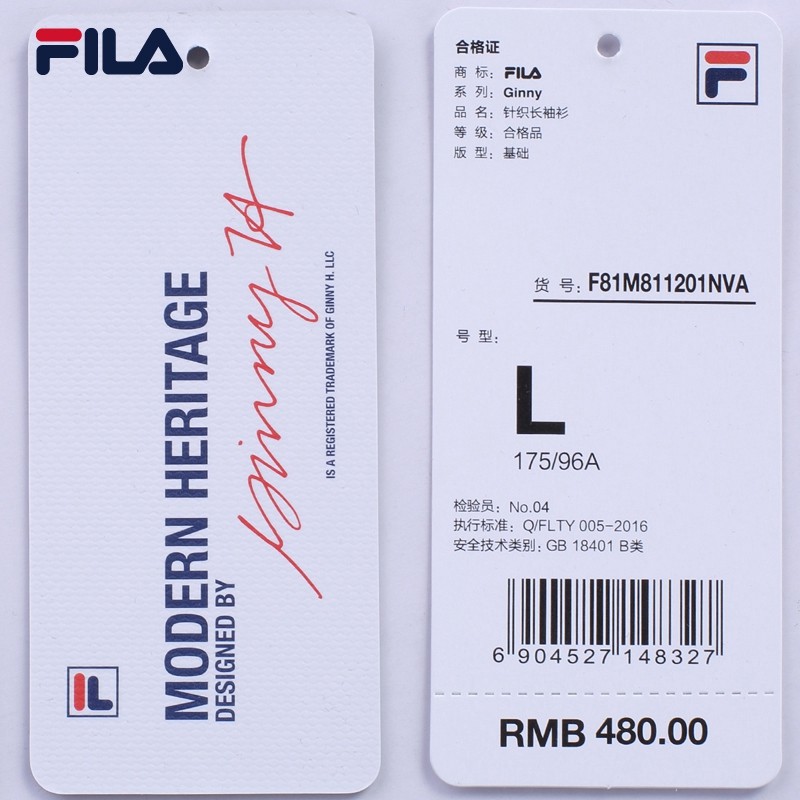 FILA
MODERN HERITAGE
DESIGNED BY
Ginny H
IS A REGISTERED TRADEMARK OF GINNY H. LLC
合格证
商 标: FILA
系 列: Ginny
品 名: 针织长袖衫
等 级: 合格品
版 型: 基础
货 号: F81M811201NVA
号 型:
L
175/96A
检验员: No.04
执行标准: Q/FLTY 005-2016
安全技术类别: GB 18401 B类
6 904527 148327
RMB 480.00